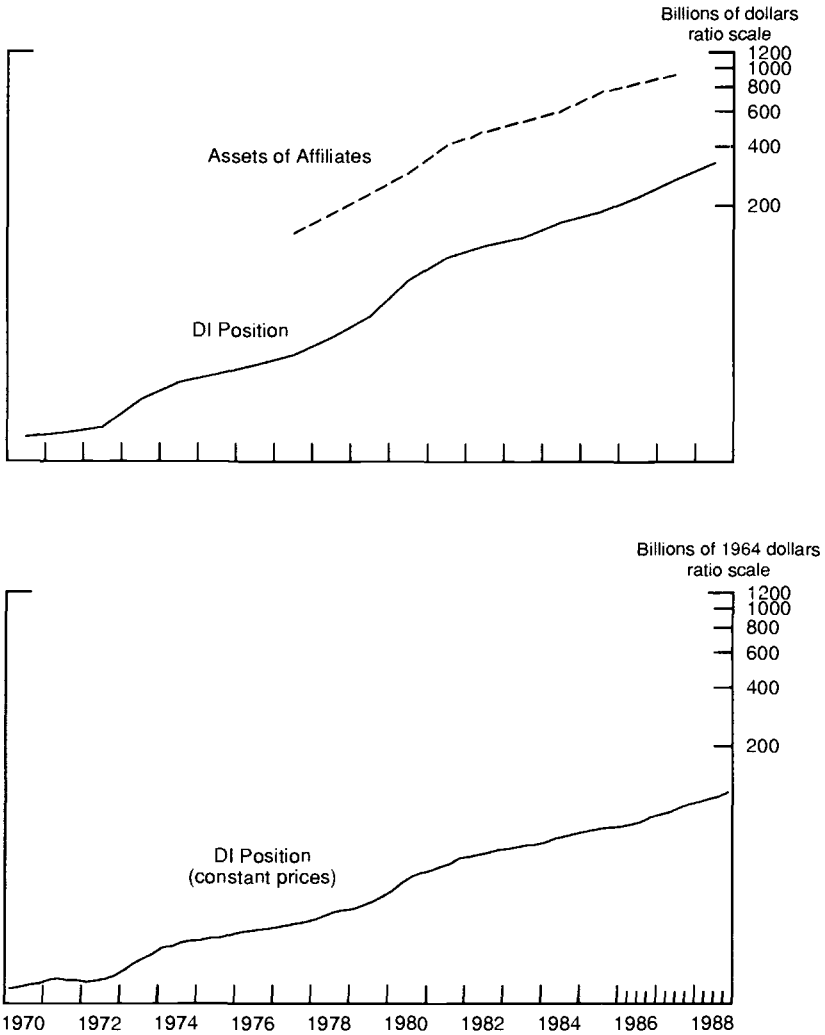 Billions of dollars
ratio scale
1200
1000
800
600
400
200
Assets of Affiliates
DI Position
Billions of 1964 dollars
ratio scale
1200
1000
800
600
400
200
DI Position
(constant prices)
1970 1972 1974 1976 1978 1980 1982 1984 1986 1988